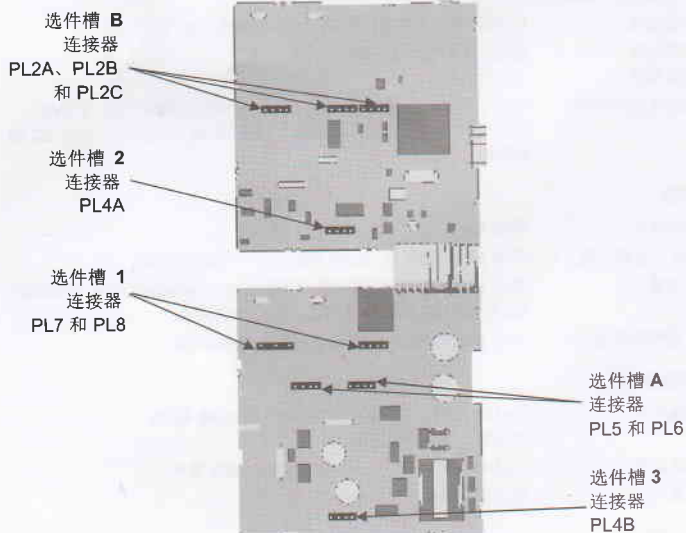 选件槽 B
连接器
PL2A、PL2B
和 PL2C
选件槽 2
连接器
PL4A
选件槽 1
连接器
PL7 和 PL8
选件槽 A
连接器
PL5 和 PL6
选件槽 3
连接器
PL4B